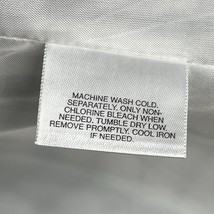 MACHINE WASH COLD.
SEPARATELY. ONLY NON-
CHLORINE BLEACH WHEN
NEEDED. TUMBLE DRY LOW.
REMOVE PROMPTLY. COOL IRON
IF NEEDED.